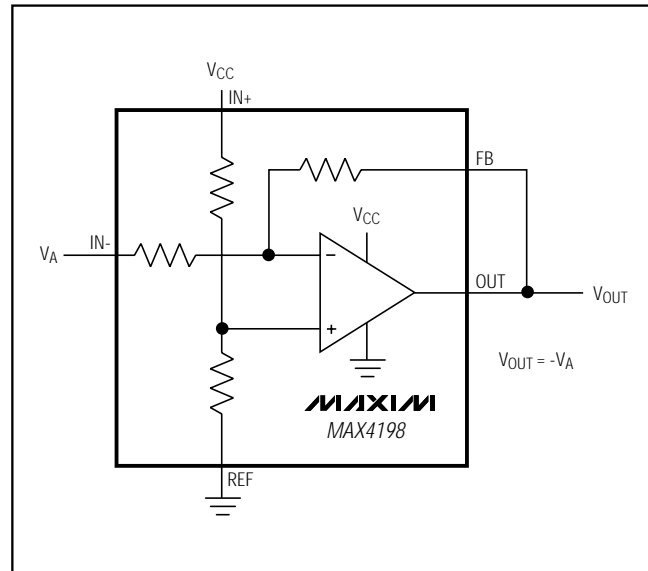 VCC
IN+
FB
VCC
VA
IN-
OUT
VOUT
VOUT = -VA
MAXIM
MAX4198
REF